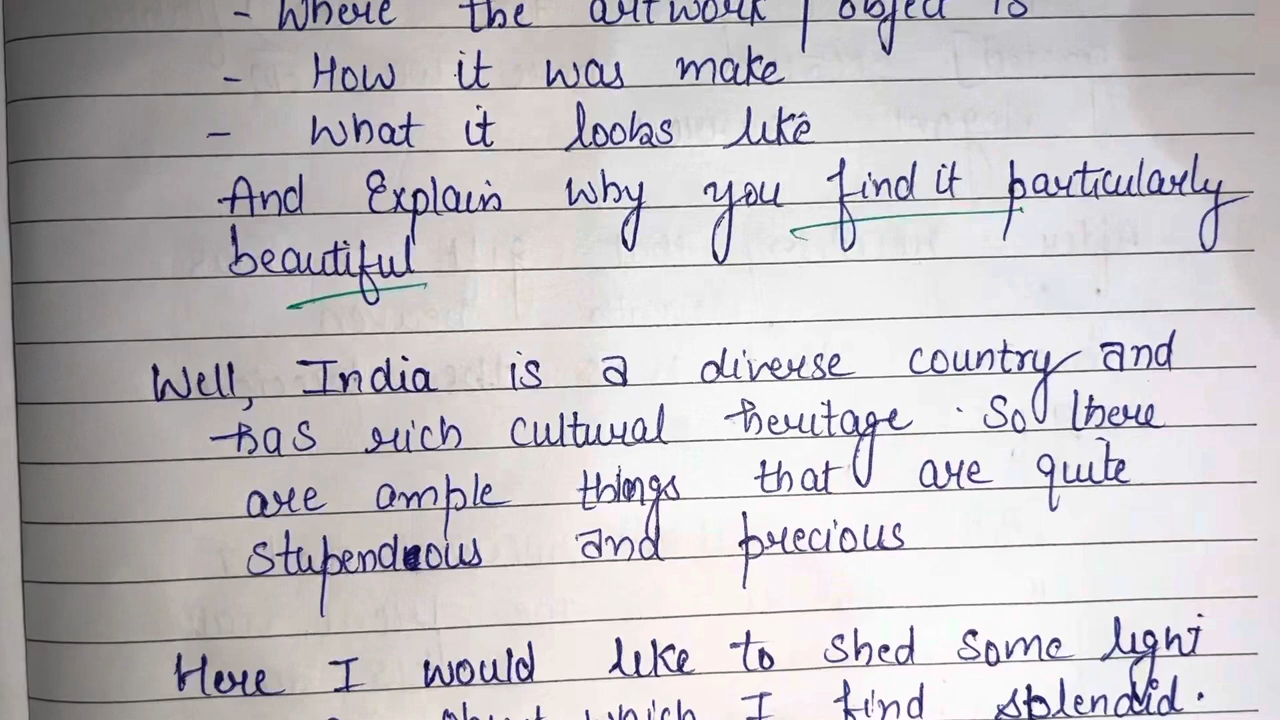 - Where the artwork / object is
- How it was make
- What it looks like
And Explain why you find it particularly
beautiful
Well, India is a diverse country and
has rich cultural heritage. So there
are ample things that are quite
stupendous and precious
Here I would like to shed some light
about which I find splendid.